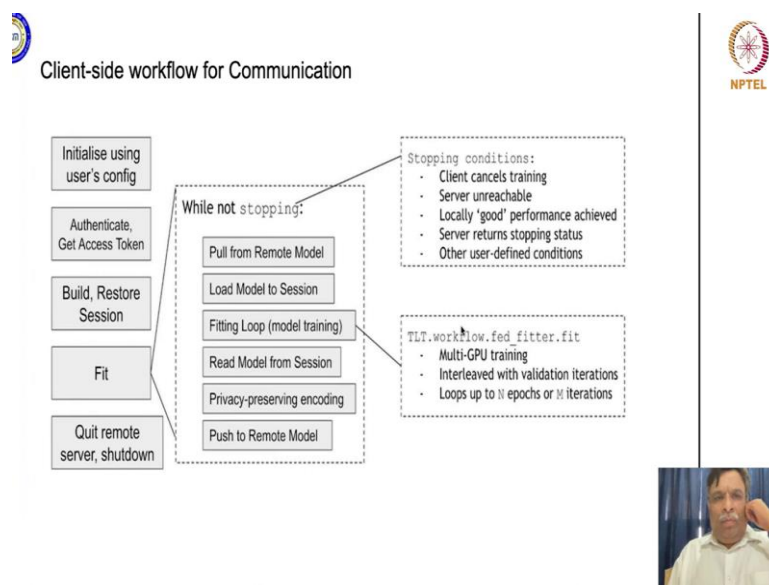 Client-side workflow for Communication
NPTEL
Initialise using
user's config
Authenticate,
Get Access Token
Build, Restore
Session
Fit
Quit remote
server, shutdown
While not stopping:
Pull from Remote Model
Load Model to Session
Fitting Loop (model training)
Read Model from Session
Privacy-preserving encoding
Push to Remote Model
Stopping conditions:
- Client cancels training
- Server unreachable
- Locally 'good' performance achieved
- Server returns stopping status
- Other user-defined conditions
TLT.workflow.fed_fitter.fit
- Multi-GPU training
- Interleaved with validation iterations
- Loops up to N epochs or M iterations